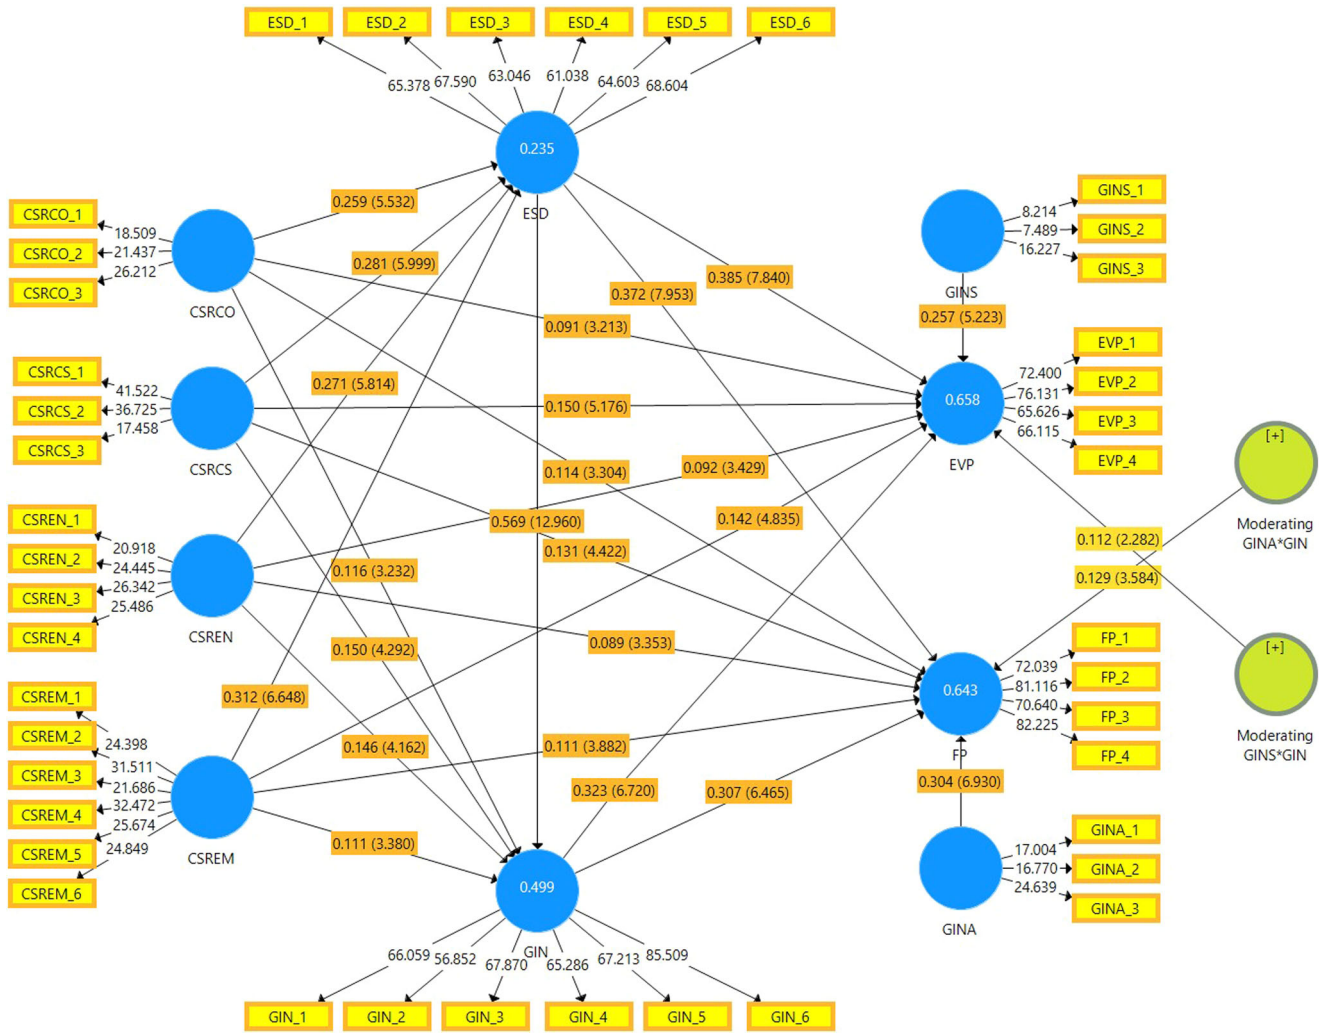 ESD_1
ESD_2
ESD_3
ESD_4
ESD_5
ESD_6
65.378
67.590
63.046
61.038
64.603
68.604
0.235
ESD
CSRCO_1
CSRCO_2
CSRCO_3
18.509
21.437
26.212
CSRCO
0.259 (5.532)
0.281 (5.999)
0.271 (5.814)
0.312 (6.648)
CSRCS_1
CSRCS_2
CSRCS_3
41.522
36.725
17.458
CSRCS
CSREN_1
CSREN_2
CSREN_3
CSREN_4
20.918
24.445
26.342
25.486
CSREN
CSREM_1
CSREM_2
CSREM_3
CSREM_4
CSREM_5
CSREM_6
24.398
31.511
21.686
32.472
25.674
24.849
CSREM
0.116 (3.232)
0.150 (4.292)
0.146 (4.162)
0.111 (3.380)
0.385 (7.840)
0.372 (7.953)
0.091 (3.213)
0.150 (5.176)
0.092 (3.429)
0.114 (3.304)
0.142 (4.835)
0.569 (12.960)
0.131 (4.422)
0.089 (3.353)
0.111 (3.882)
0.323 (6.720)
0.307 (6.465)
GINS_1
GINS_2
GINS_3
8.214
7.489
16.227
GINS
0.257 (5.223)
EVP_1
EVP_2
EVP_3
EVP_4
72.400
76.131
65.626
66.115
0.658
EVP
[+]
Moderating
GINA*GIN
0.112 (2.282)
0.129 (3.584)
[+]
Moderating
GINS*GIN
FP_1
FP_2
FP_3
FP_4
72.039
81.116
70.640
82.225
0.643
FP
0.304 (6.930)
GINA_1
GINA_2
GINA_3
17.004
16.770
24.639
GINA
0.499
GIN
66.059
56.852
67.870
65.286
67.213
85.509
GIN_1
GIN_2
GIN_3
GIN_4
GIN_5
GIN_6